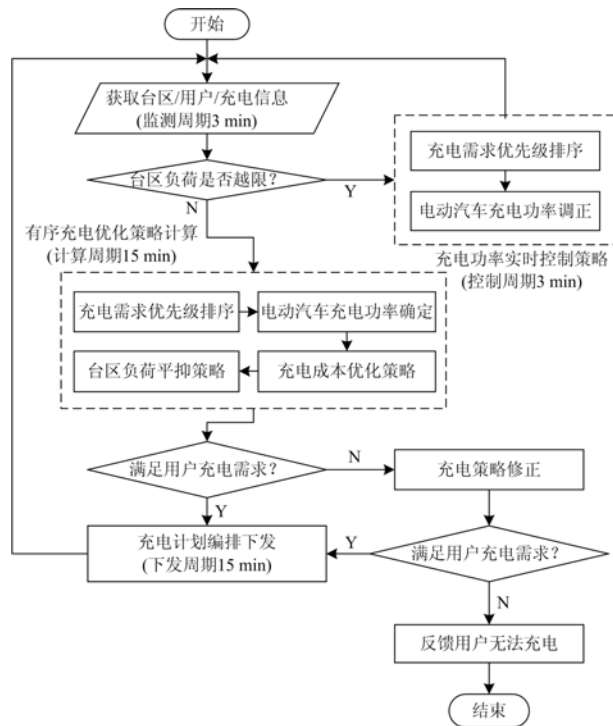 开始
获取台区/用户/充电信息
(监测周期3 min)
台区负荷是否越限?
Y
N
充电需求优先级排序
电动汽车充电功率调正
充电功率实时控制策略
(控制周期3 min)
有序充电优化策略计算
(计算周期15 min)
充电需求优先级排序
电动汽车充电功率确定
台区负荷平抑策略
充电成本优化策略
满足用户充电需求?
N
充电策略修正
Y
充电计划编排下发
(下发周期15 min)
Y
满足用户充电需求?
N
反馈用户无法充电
结束